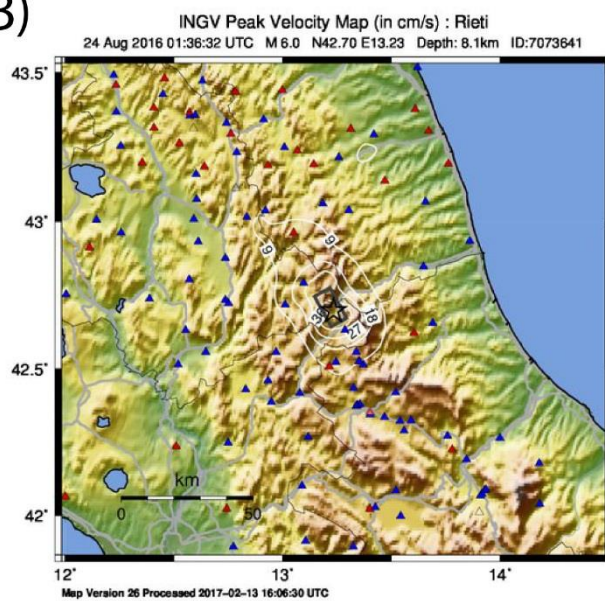 B)
INGV Peak Velocity Map (in cm/s) : Rieti
24 Aug 2016 01:36:32 UTC M 6.0 N42.70 E13.23 Depth: 8.1km ID:7073641
43.5˚
43˚
9
9
36
18
27
42.5˚
km
0 50
42˚
12˚ 13˚ 14˚
Map Version 26 Processed 2017-02-13 16:06:30 UTC